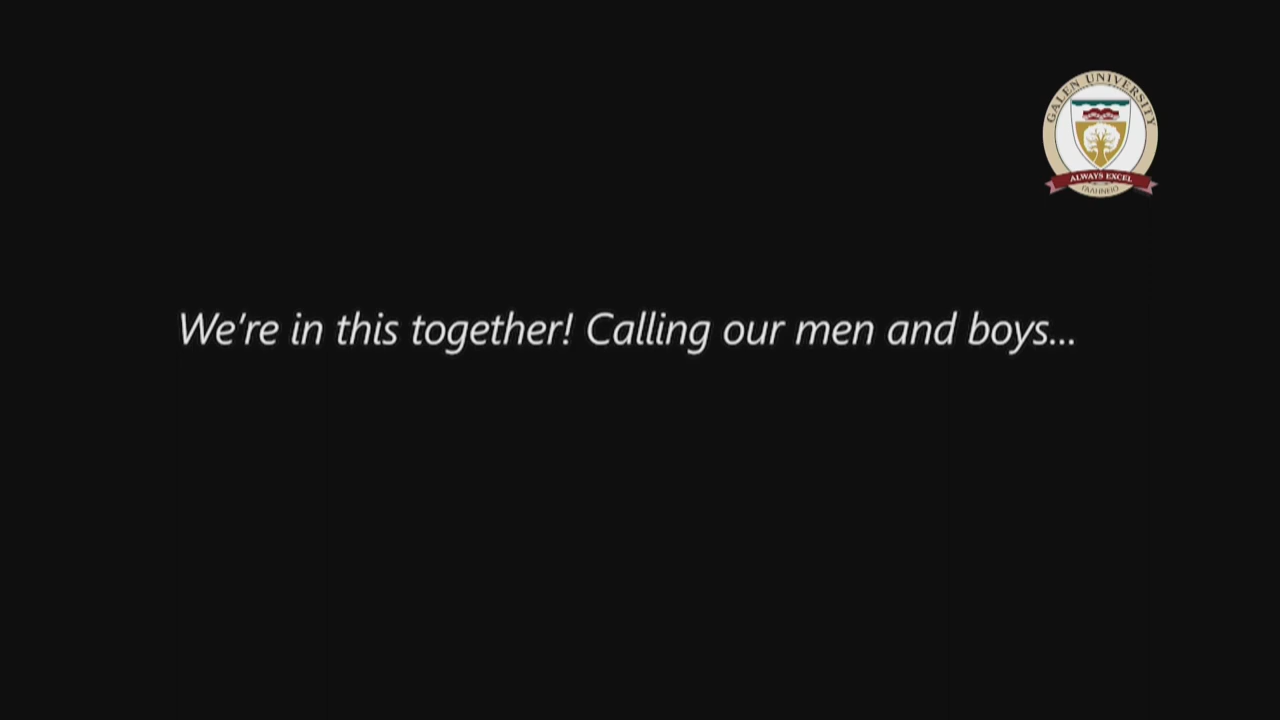 GALEN UNIVERSITY
ALWAYS EXCEL
We're in this together! Calling our men and boys...